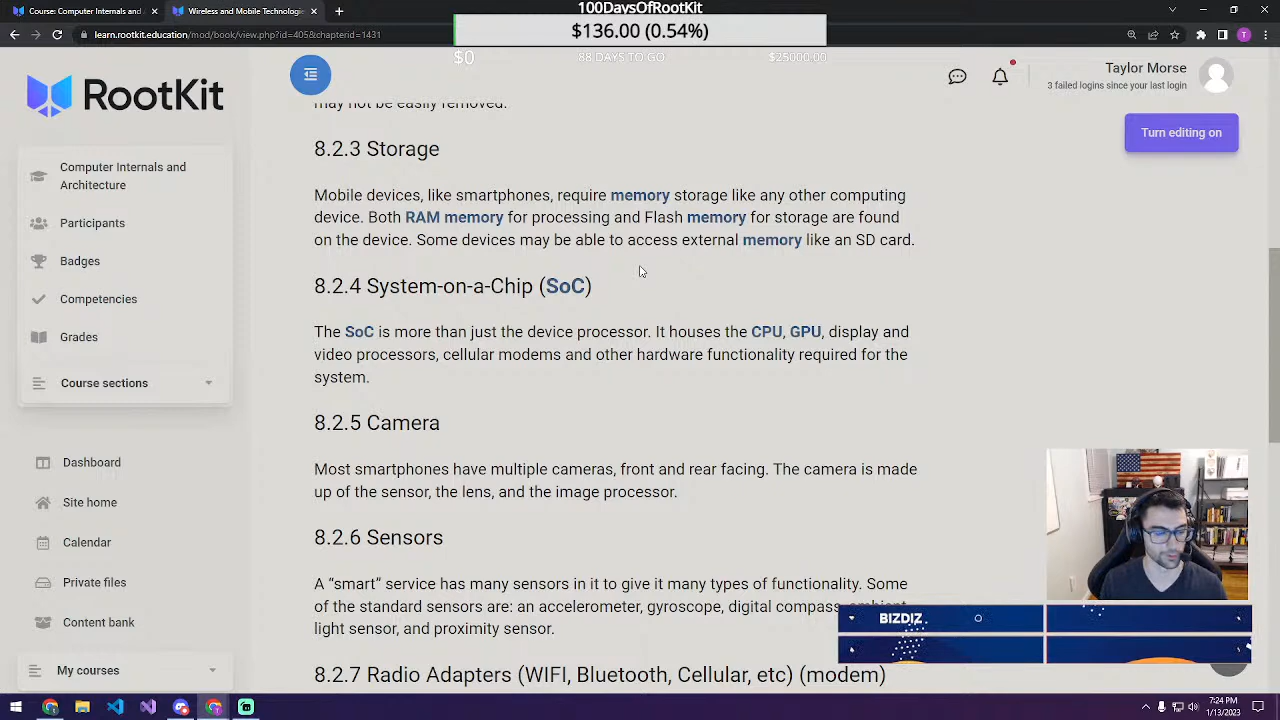 Course: Computer Internals and
Wireless and Mobile Technolog
100DaysOfRootKit
learn.rootkit.education/mod/book/view.php?id=405&chapterid=1431
$136.00 (0.54%)
T
$0
88 DAYS TO GO
$25000.00
RootKit
Taylor Morse
3 failed logins since your last login
may not be easily removed.
Turn editing on
Computer Internals and
Architecture
Participants
Badges
Competencies
Grades
Course sections
Dashboard
Site home
Calendar
Private files
Content bank
My courses
8.2.3 Storage
Mobile devices, like smartphones, require memory storage like any other computing
device. Both RAM memory for processing and Flash memory for storage are found
on the device. Some devices may be able to access external memory like an SD card.
8.2.4 System-on-a-Chip (SoC)
The SoC is more than just the device processor. It houses the CPU, GPU, display and
video processors, cellular modems and other hardware functionality required for the
system.
8.2.5 Camera
Most smartphones have multiple cameras, front and rear facing. The camera is made
up of the sensor, the lens, and the image processor.
8.2.6 Sensors
A “smart” service has many sensors in it to give it many types of functionality. Some
of the standard sensors are: an accelerometer, gyroscope, digital compass, ambient
light sensor, and proximity sensor.
8.2.7 Radio Adapters (WIFI, Bluetooth, Cellular, etc) (modem)
BIZDIZ
7:24 PM
1/13/2023